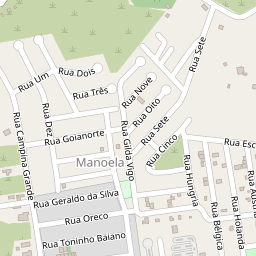 Rua Sete
Rua Dois
Rua Um
Rua Três
Rua Nove
Rua Oito
Rua Dez
Rua Campina Grande
Rua Goianorte
Rua Gilda Vigo
Rua Sete
Rua Cinco
Rua Esc
Manoela
Rua Hungria
Rua Geraldo da Silva
Rua Oreco
Rua Toninho Baiano
Rua Bélgica
Rua Holanda